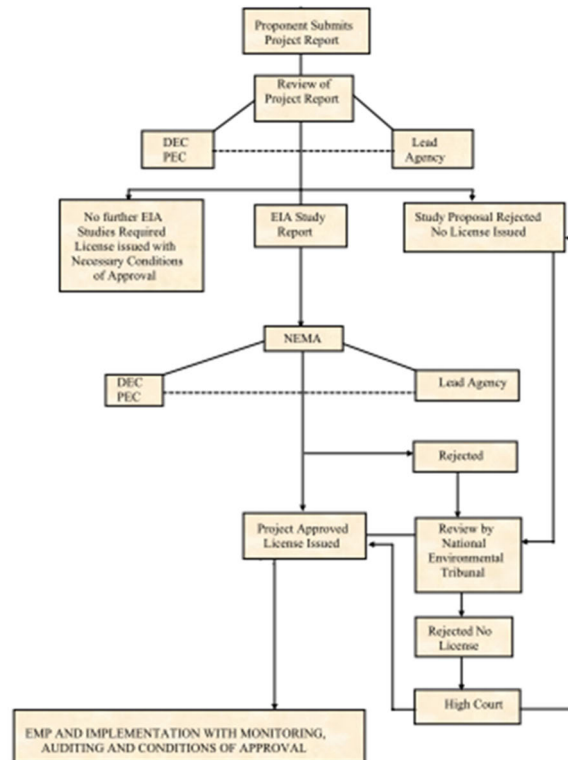 Proponent Submits
Project Report
Review of
Project Report
DEC
PEC
Lead
Agency
No further EIA
Studies Required
License issued with
Necessary Conditions
of Approval
EIA Study
Report
Study Proposal Rejected
No License Issued
NEMA
DEC
PEC
Lead Agency
Rejected
Project Approved
License Issued
Review by
National
Environmental
Tribunal
Rejected No
License
High Court
EMP AND IMPLEMENTATION WITH MONITORING,
AUDITING AND CONDITIONS OF APPROVAL